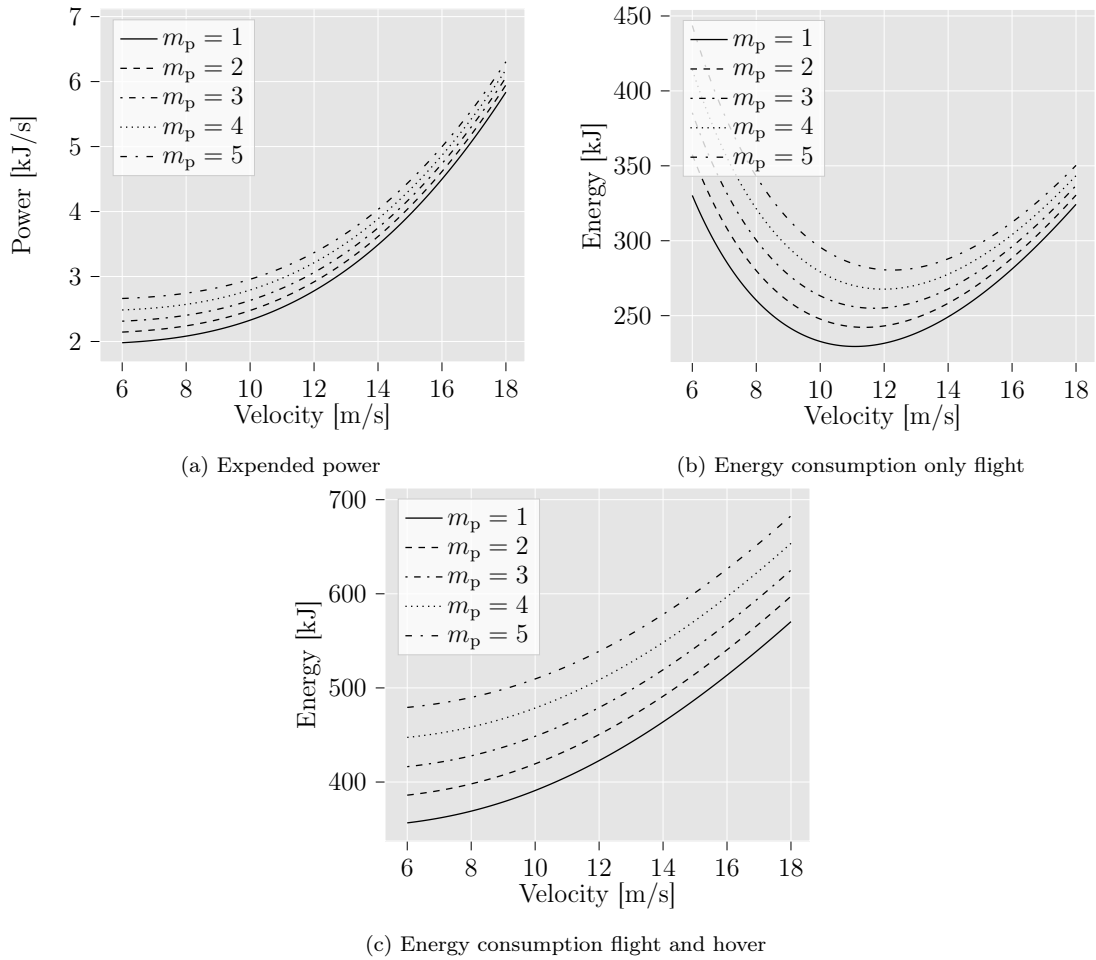 7
6
5
4
3
2
Power [kJ/s]
m_p = 1
m_p = 2
m_p = 3
m_p = 4
m_p = 5
6 8 10 12 14 16 18
Velocity [m/s]
(a) Expended power
450
400
350
300
250
Energy [kJ]
m_p = 1
m_p = 2
m_p = 3
m_p = 4
m_p = 5
6 8 10 12 14 16 18
Velocity [m/s]
(b) Energy consumption only flight
700
600
500
400
Energy [kJ]
m_p = 1
m_p = 2
m_p = 3
m_p = 4
m_p = 5
6 8 10 12 14 16 18
Velocity [m/s]
(c) Energy consumption flight and hover